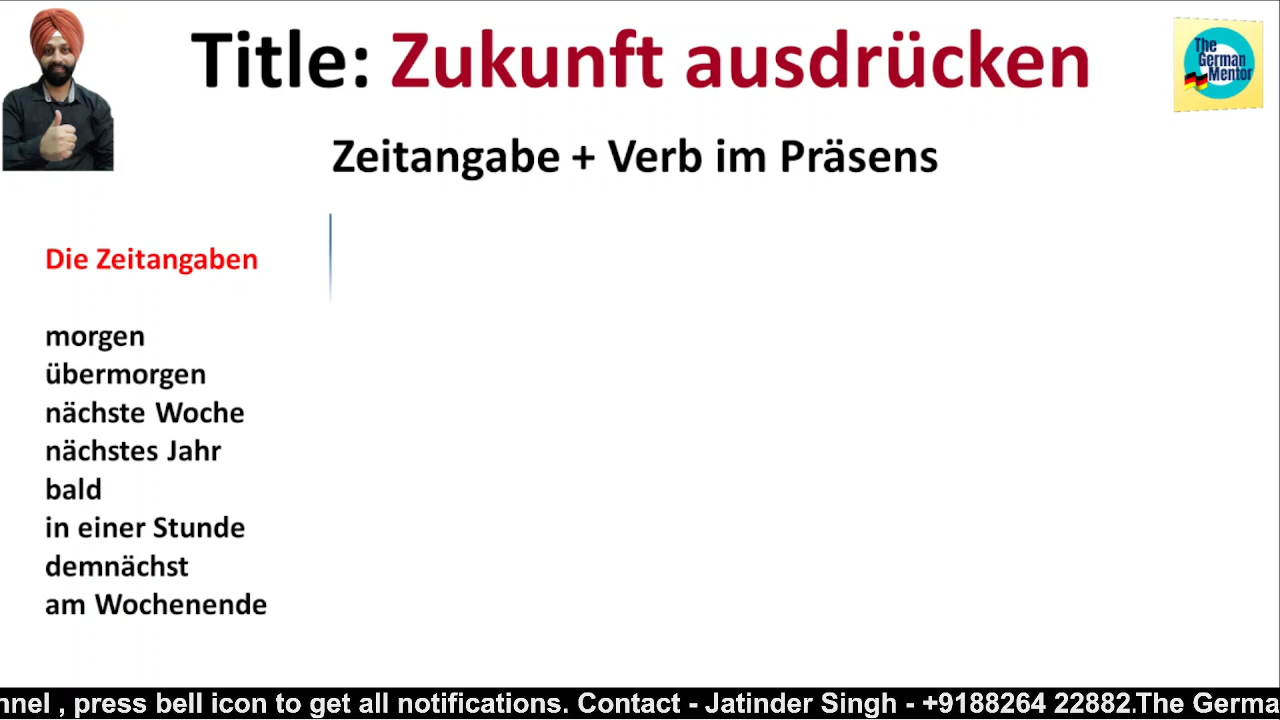 Title: Zukunft ausdrücken
The
German
Mentor
Zeitangabe + Verb im Präsens
Die Zeitangaben
morgen
übermorgen
nächste Woche
nächstes Jahr
bald
in einer Stunde
demnächst
am Wochenende
nnel , press bell icon to get all notifications. Contact - Jatinder Singh - +9188264 22882.The Germa